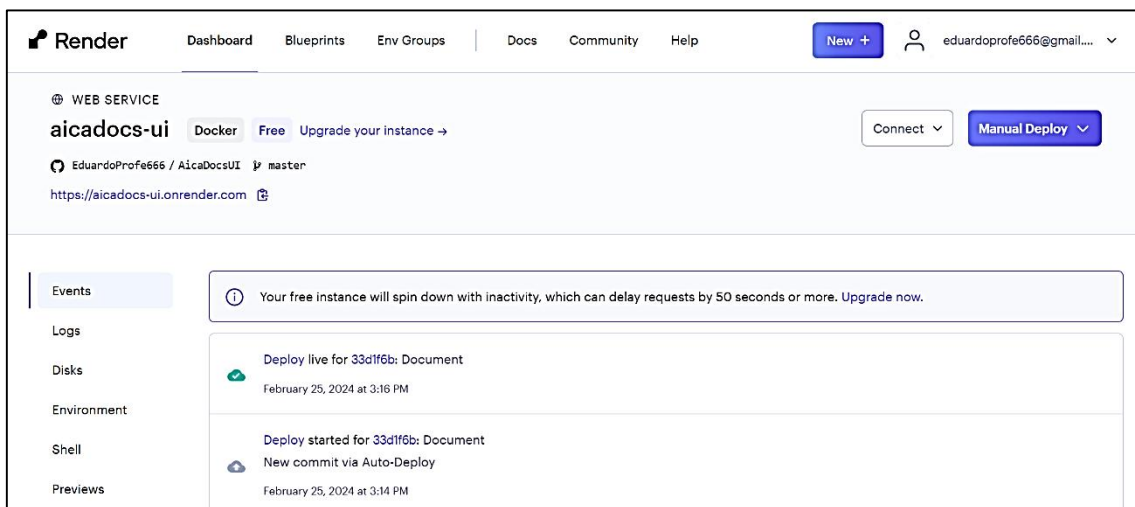 Render Dashboard Blueprints Env Groups Docs Community Help New + eduardoprofe666@gmail....
WEB SERVICE
aicadocs-ui Docker Free Upgrade your instance → Connect Manual Deploy
EduardoProfe666 / AicaDocsUI master
https://aicadocs-ui.onrender.com
Events
Logs
Disks
Environment
Shell
Previews
Your free instance will spin down with inactivity, which can delay requests by 50 seconds or more. Upgrade now.
Deploy live for 33d1f6b: Document
February 25, 2024 at 3:16 PM
Deploy started for 33d1f6b: Document
New commit via Auto-Deploy
February 25, 2024 at 3:14 PM